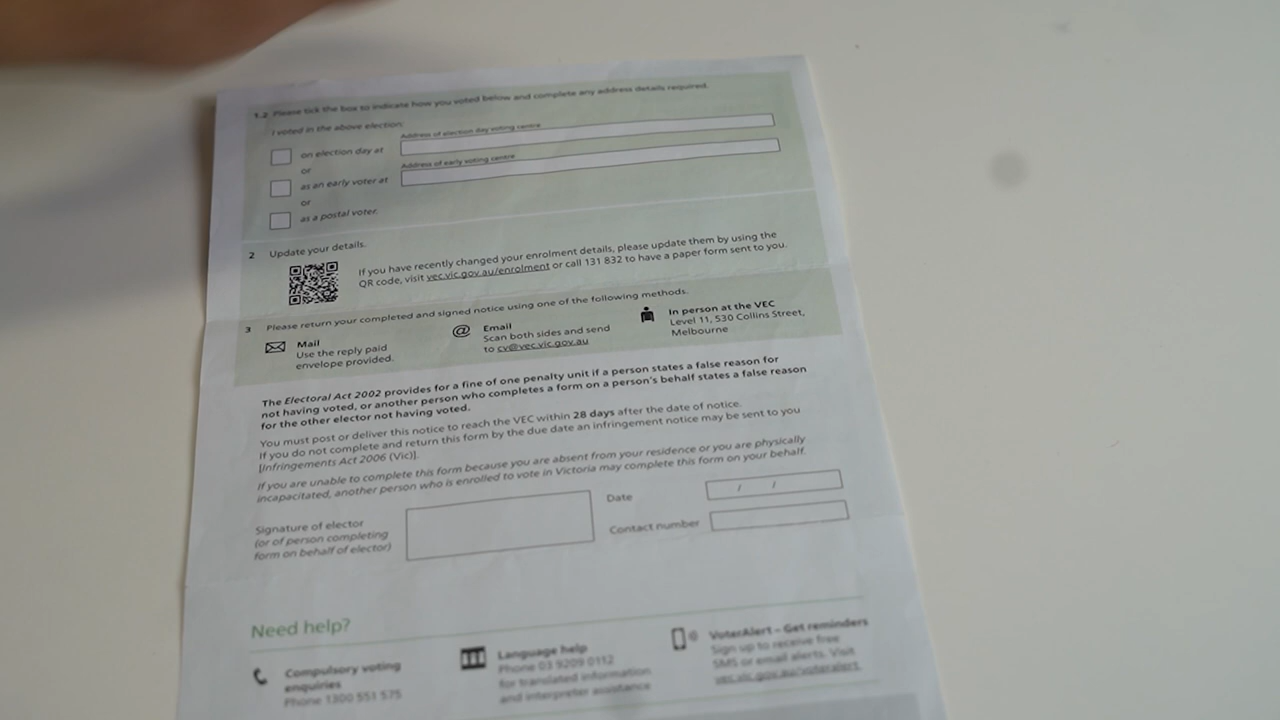 1.2 Please tick the box to indicate how you voted below and complete any address details required.
I voted in the above election:
on election day at
Address of election day voting centre
or
as an early voter at
Address of early voting centre
or
as a postal voter.
2 Update your details.
If you have recently changed your enrolment details, please update them by using the
QR code, visit vec.vic.gov.au/enrolment or call 131 832 to have a paper form sent to you.
3 Please return your completed and signed notice using one of the following methods.
Mail
Use the reply paid
envelope provided.
@ Email
Scan both sides and send
to cv@vec.vic.gov.au
In person at the VEC
Level 11, 530 Collins Street,
Melbourne
The Electoral Act 2002 provides for a fine of one penalty unit if a person states a false reason for
not having voted, or another person who completes a form on a person's behalf states a false reason
for the other elector not having voted.
You must post or deliver this notice to reach the VEC within 28 days after the date of notice.
If you do not complete and return this form by the due date an infringement notice may be sent to you
[Infringements Act 2006 (Vic)].
If you are unable to complete this form because you are absent from your residence or you are physically
incapacitated, another person who is enrolled to vote in Victoria may complete this form on your behalf.
Signature of elector
(or of person completing
form on behalf of elector)
Date / /
Contact number
Need help?
Compulsory voting
enquiries
Phone 1300 551 575
Language help
Phone 03 9209 0112
for translated information
and interpreter assistance
VoterAlert – Get reminders
Sign up to receive free
SMS or email alerts. Visit
vec.vic.gov.au/voteralert